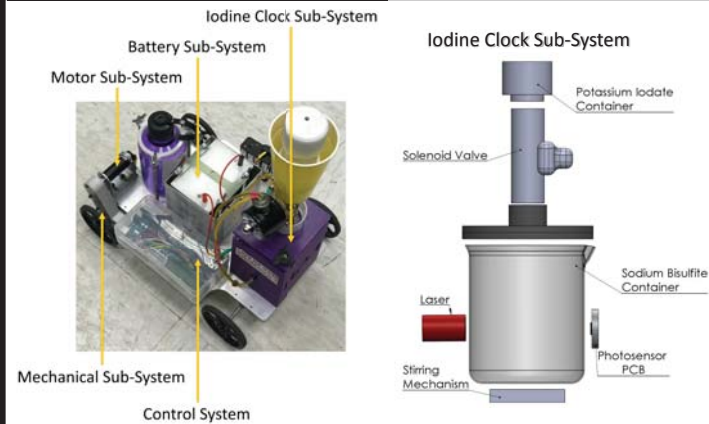 Iodine Clock Sub-System
Battery Sub-System
Motor Sub-System
Mechanical Sub-System
Control System
Iodine Clock Sub-System
Potassium Iodate
Container
Solenoid Valve
Sodium Bisulfite
Container
Laser
Photosensor
PCB
Stirring
Mechanism